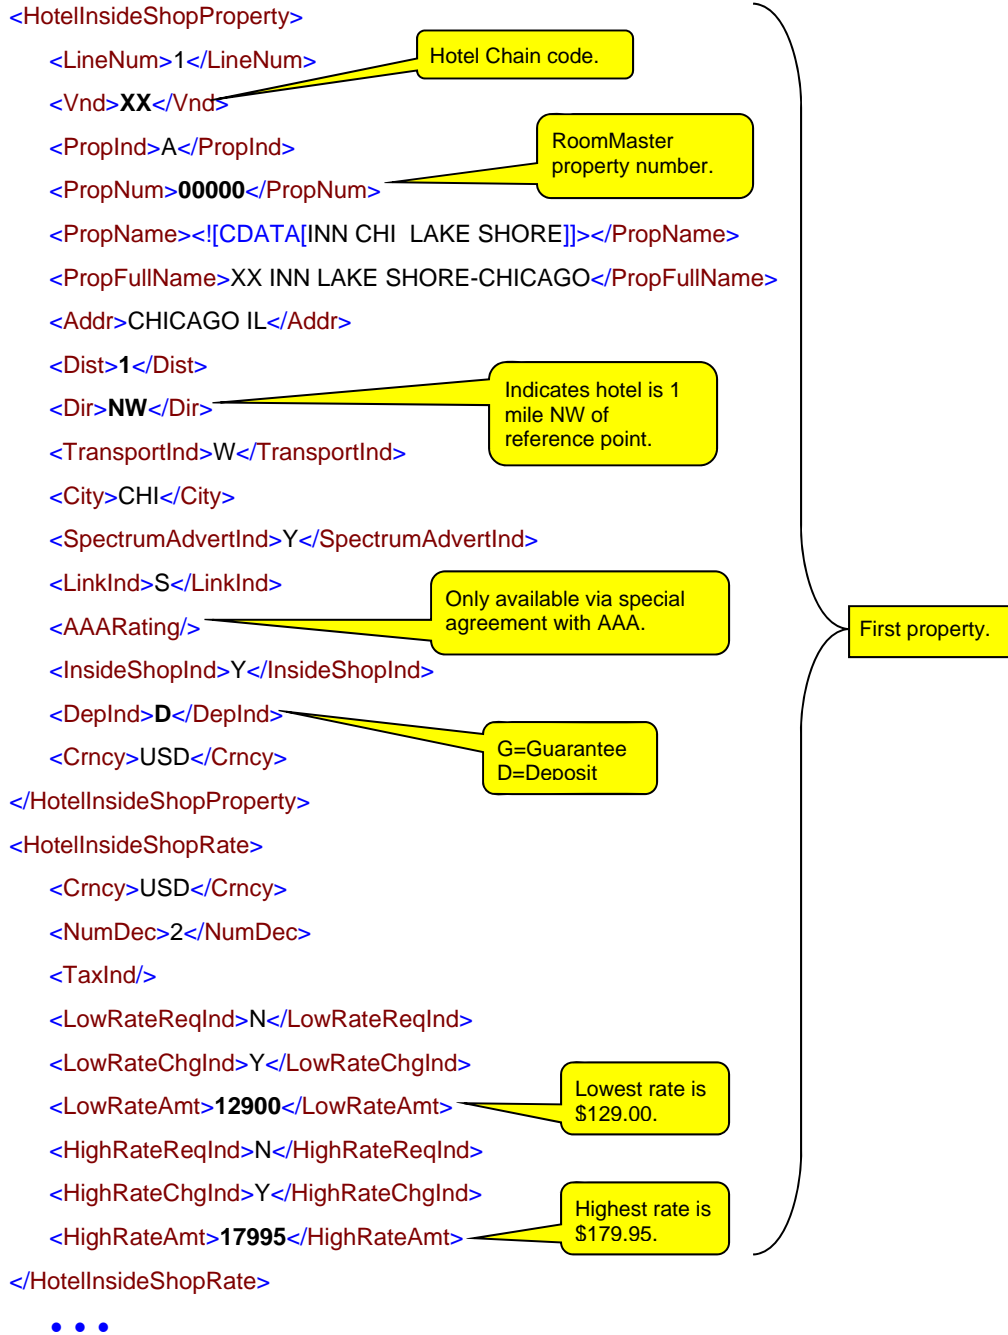 <HotelInsideShopProperty>
<LineNum>1</LineNum>
Hotel Chain code.
<Vnd>XX</Vnd>
<PropInd>A</PropInd>
RoomMaster
property number.
<PropNum>00000</PropNum>
<PropName><![CDATA[INN CHI  LAKE SHORE]]></PropName>
<PropFullName>XX INN LAKE SHORE-CHICAGO</PropFullName>
<Addr>CHICAGO IL</Addr>
<Dist>1</Dist>
<Dir>NW</Dir>
Indicates hotel is 1
mile NW of
reference point.
<TransportInd>W</TransportInd>
<City>CHI</City>
<SpectrumAdvertInd>Y</SpectrumAdvertInd>
<LinkInd>S</LinkInd>
<AAARating/>
Only available via special
agreement with AAA.
First property.
<InsideShopInd>Y</InsideShopInd>
<DepInd>D</DepInd>
G=Guarantee
D=Deposit
<Crncy>USD</Crncy>
</HotelInsideShopProperty>
<HotelInsideShopRate>
<Crncy>USD</Crncy>
<NumDec>2</NumDec>
<TaxInd/>
<LowRateReqInd>N</LowRateReqInd>
<LowRateChgInd>Y</LowRateChgInd>
<LowRateAmt>12900</LowRateAmt>
Lowest rate is
$129.00.
<HighRateReqInd>N</HighRateReqInd>
<HighRateChgInd>Y</HighRateChgInd>
<HighRateAmt>17995</HighRateAmt>
Highest rate is
$179.95.
</HotelInsideShopRate>
• • •